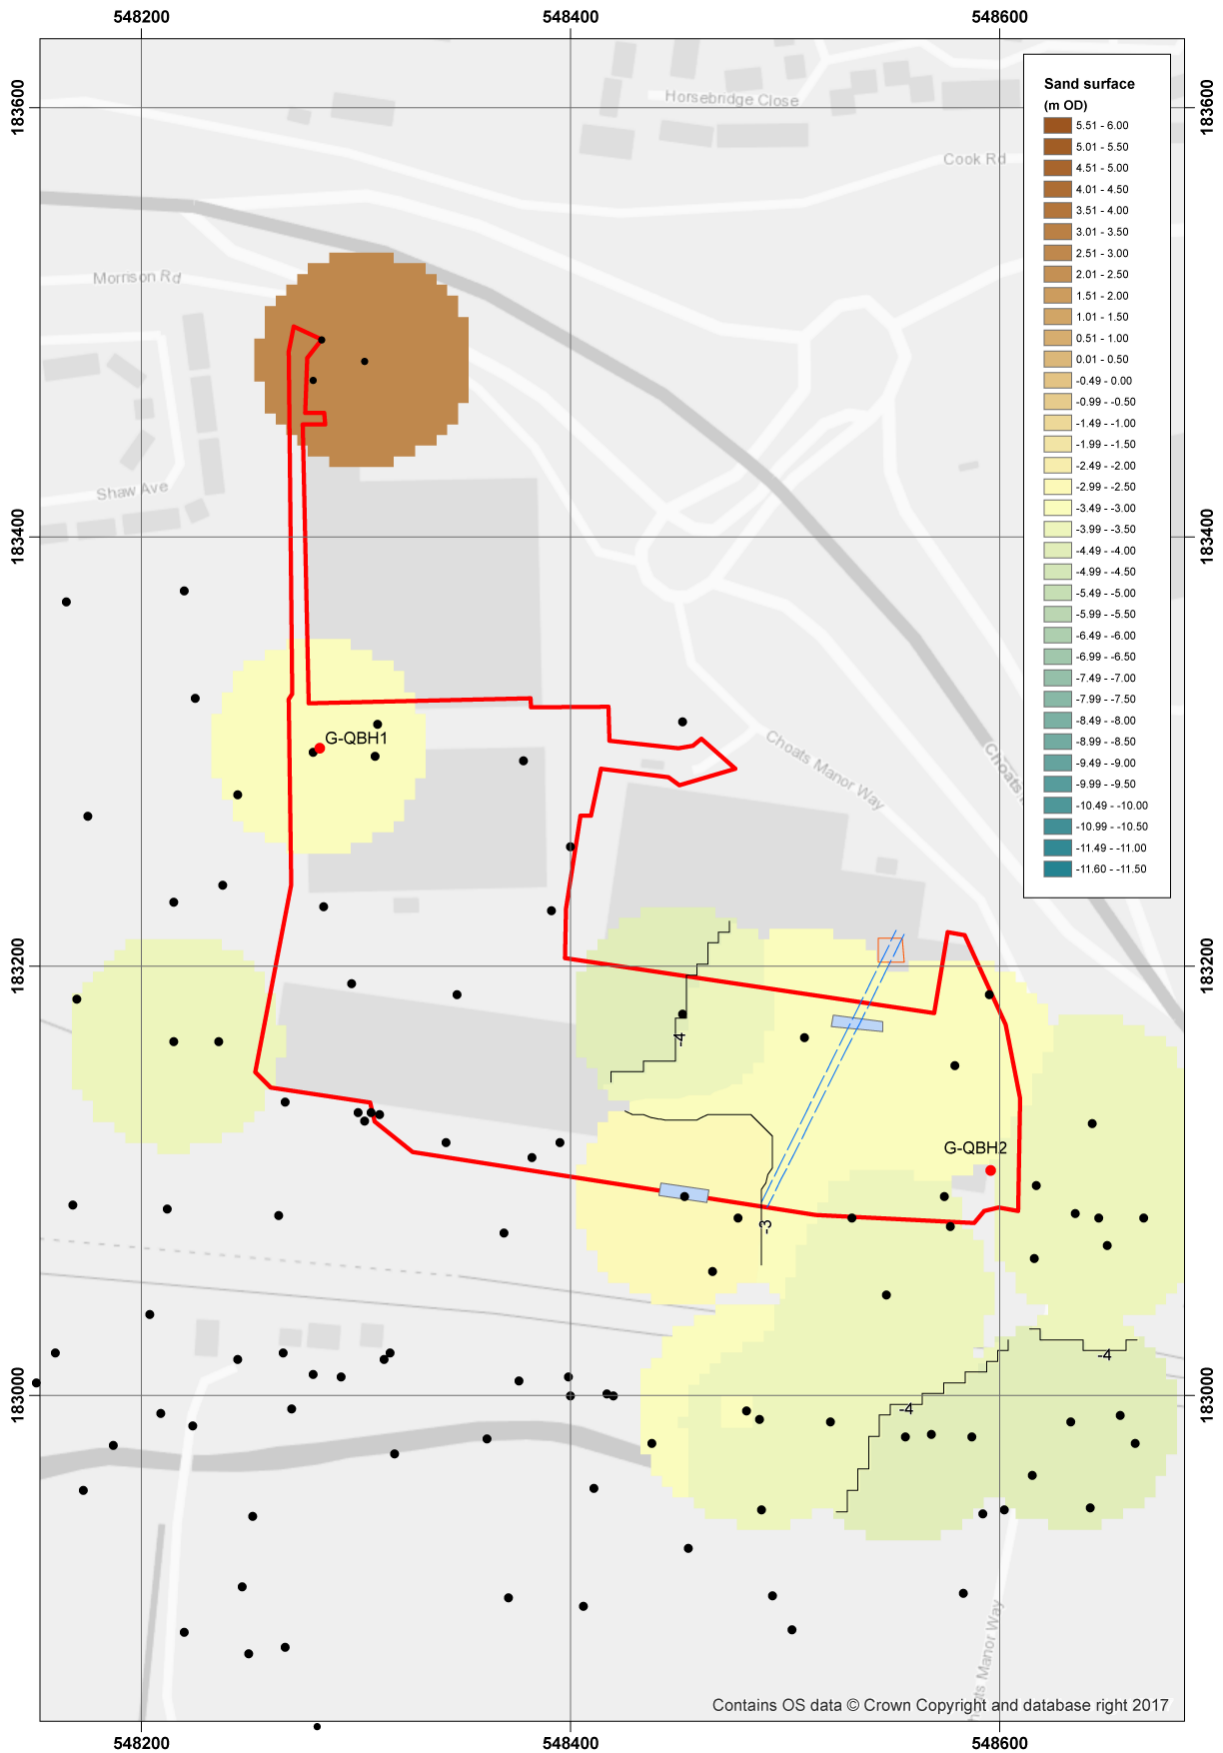 548200 548400 548600
183600 183600
Horsebridge Close
Cook Rd
Morrison Rd
Shaw Ave
183400 183400
Sand surface
(m OD)
5.51 - 6.00
5.01 - 5.50
4.51 - 5.00
4.01 - 4.50
3.51 - 4.00
3.01 - 3.50
2.51 - 3.00
2.01 - 2.50
1.51 - 2.00
1.01 - 1.50
0.51 - 1.00
0.01 - 0.50
-0.49 - 0.00
-0.99 - -0.50
-1.49 - -1.00
-1.99 - -1.50
-2.49 - -2.00
-2.99 - -2.50
-3.49 - -3.00
-3.99 - -3.50
-4.49 - -4.00
-4.99 - -4.50
-5.49 - -5.00
-5.99 - -5.50
-6.49 - -6.00
-6.99 - -6.50
-7.49 - -7.00
-7.99 - -7.50
-8.49 - -8.00
-8.99 - -8.50
-9.49 - -9.00
-9.99 - -9.50
-10.49 - -10.00
-10.99 - -10.50
-11.49 - -11.00
-11.60 - -11.50
G-QBH1
Choats Manor Way
Choats
183200 183200
-4
G-QBH2
-3
-4
-4
183000 183000
Manor Way
Contains OS data © Crown Copyright and database right 2017
548200 548400 548600